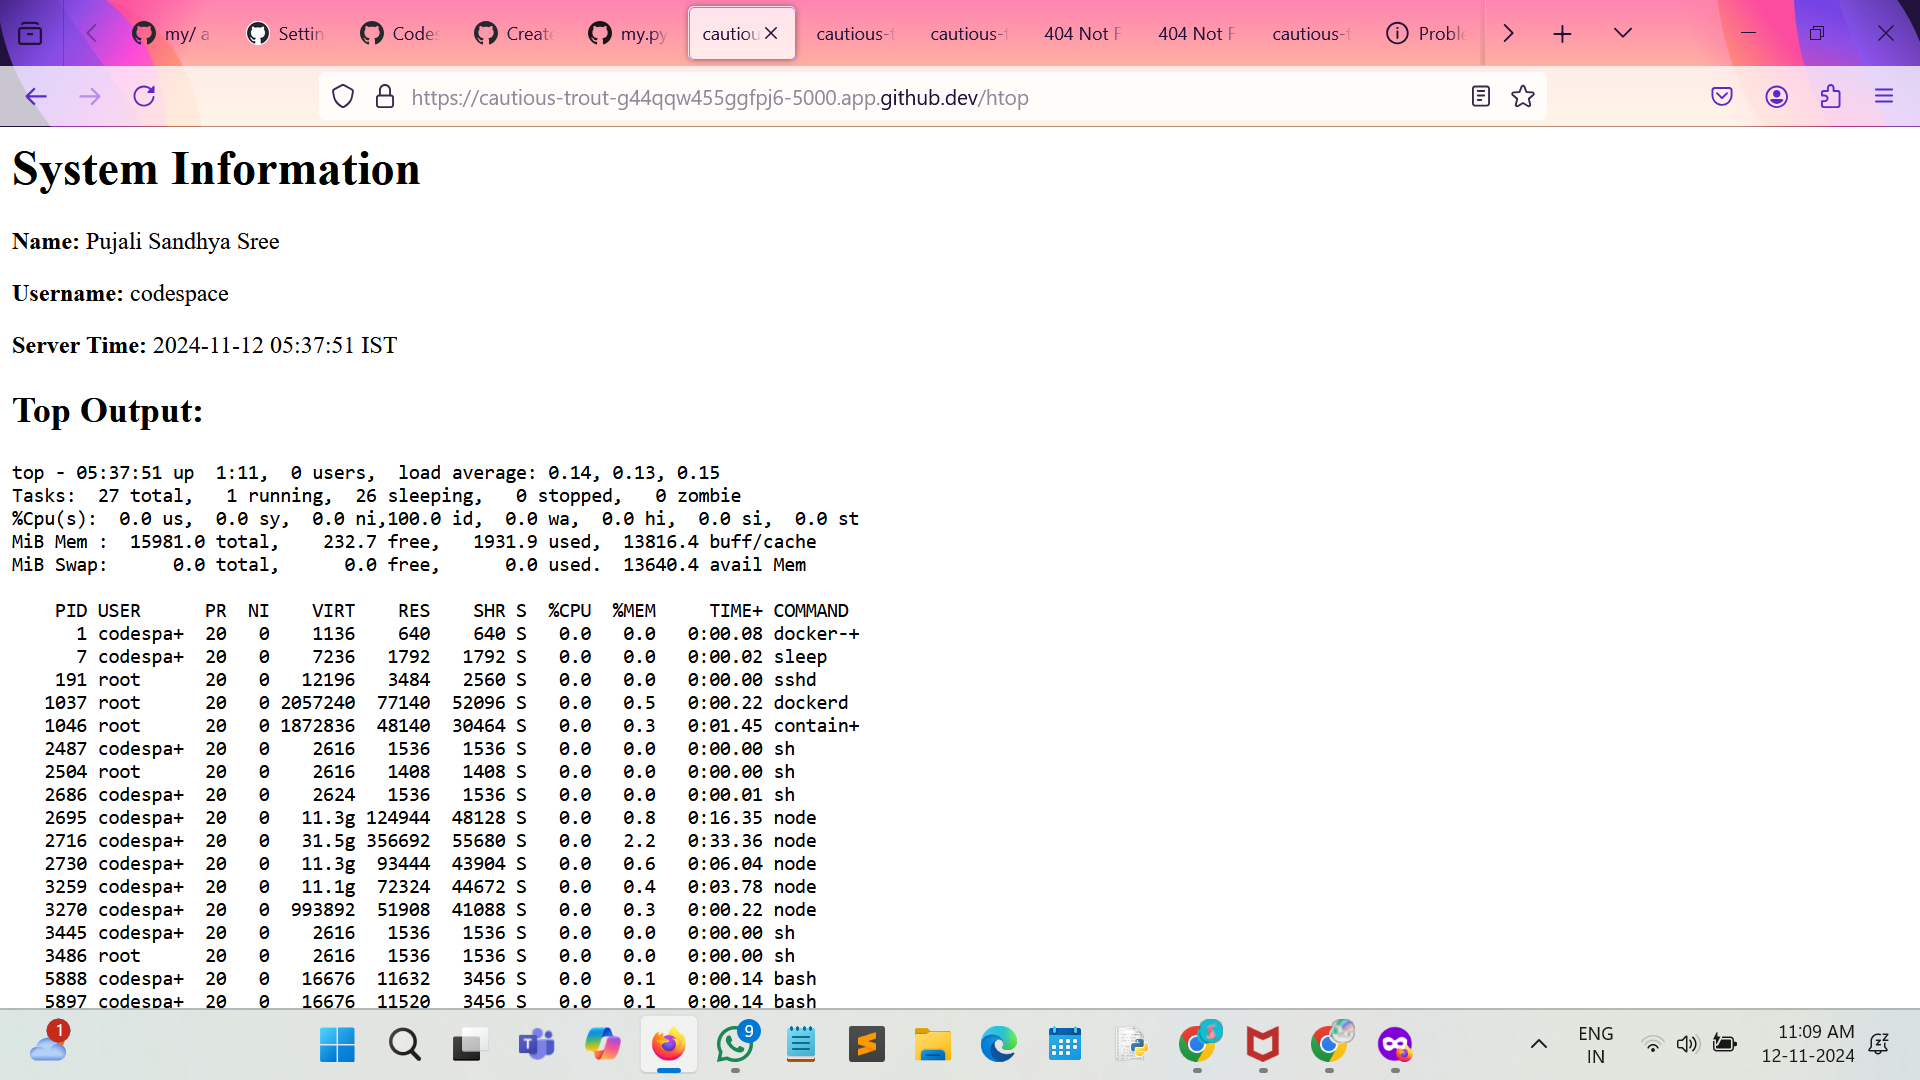 my/ a
Settin
Codes
Create
my.py
cautiou
cautious-t
cautious-t
404 Not F
404 Not F
cautious-t
Proble
https://cautious-trout-g44qqw455ggfpj6-5000.app.github.dev/htop
System Information
Name: Pujali Sandhya Sree
Username: codespace
Server Time: 2024-11-12 05:37:51 IST
Top Output:
top - 05:37:51 up  1:11,  0 users,  load average: 0.14, 0.13, 0.15
Tasks:  27 total,   1 running,  26 sleeping,   0 stopped,   0 zombie
%Cpu(s):  0.0 us,  0.0 sy,  0.0 ni,100.0 id,  0.0 wa,  0.0 hi,  0.0 si,  0.0 st
MiB Mem :  15981.0 total,    232.7 free,   1931.9 used,  13816.4 buff/cache
MiB Swap:      0.0 total,      0.0 free,      0.0 used.  13640.4 avail Mem
PID USER      PR  NI    VIRT    RES    SHR S  %CPU  %MEM     TIME+ COMMAND
1 codespa+  20   0    1136    640    640 S   0.0   0.0   0:00.08 docker-+
7 codespa+  20   0    7236   1792   1792 S   0.0   0.0   0:00.02 sleep
191 root      20   0   12196   3484   2560 S   0.0   0.0   0:00.00 sshd
1037 root      20   0 2057240  77140  52096 S   0.0   0.5   0:00.22 dockerd
1046 root      20   0 1872836  48140  30464 S   0.0   0.3   0:01.45 contain+
2487 codespa+  20   0    2616   1536   1536 S   0.0   0.0   0:00.00 sh
2504 root      20   0    2616   1408   1408 S   0.0   0.0   0:00.00 sh
2686 codespa+  20   0    2624   1536   1536 S   0.0   0.0   0:00.01 sh
2695 codespa+  20   0   11.3g 124944  48128 S   0.0   0.8   0:16.35 node
2716 codespa+  20   0   31.5g 356692  55680 S   0.0   2.2   0:33.36 node
2730 codespa+  20   0   11.3g  93444  43904 S   0.0   0.6   0:06.04 node
3259 codespa+  20   0   11.1g  72324  44672 S   0.0   0.4   0:03.78 node
3270 codespa+  20   0  993892  51908  41088 S   0.0   0.3   0:00.22 node
3445 codespa+  20   0    2616   1536   1536 S   0.0   0.0   0:00.00 sh
3486 root      20   0    2616   1536   1536 S   0.0   0.0   0:00.00 sh
5888 codespa+  20   0   16676  11632   3456 S   0.0   0.1   0:00.14 bash
5897 codespa+  20   0   16676  11520   3456 S   0.0   0.1   0:00.14 bash
1
9
ENG
IN
11:09 AM
12-11-2024